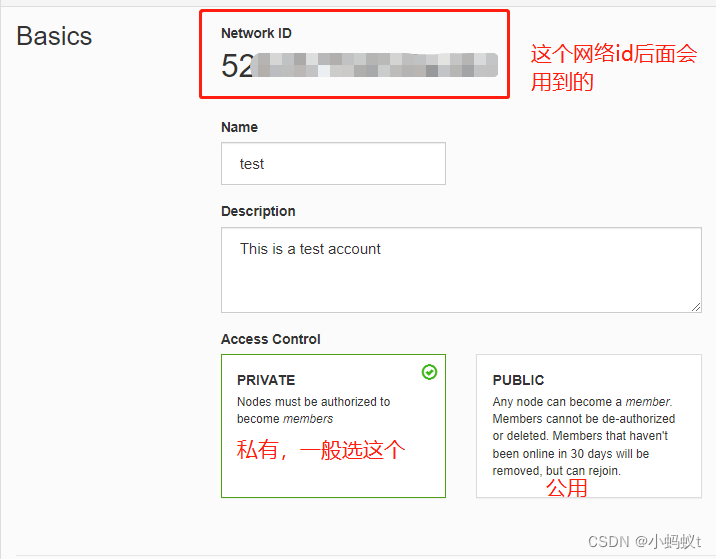 Basics
Network ID
52
这个网络id后面会
用到的
Name
test
Description
This is a test account
Access Control
PRIVATE
Nodes must be authorized to
become members
私有，一般选这个
PUBLIC
Any node can become a member.
Members cannot be de-authorized
or deleted. Members that haven't
been online in 30 days will be
removed, but can rejoin.
公用
CSDN @小蚂蚁t